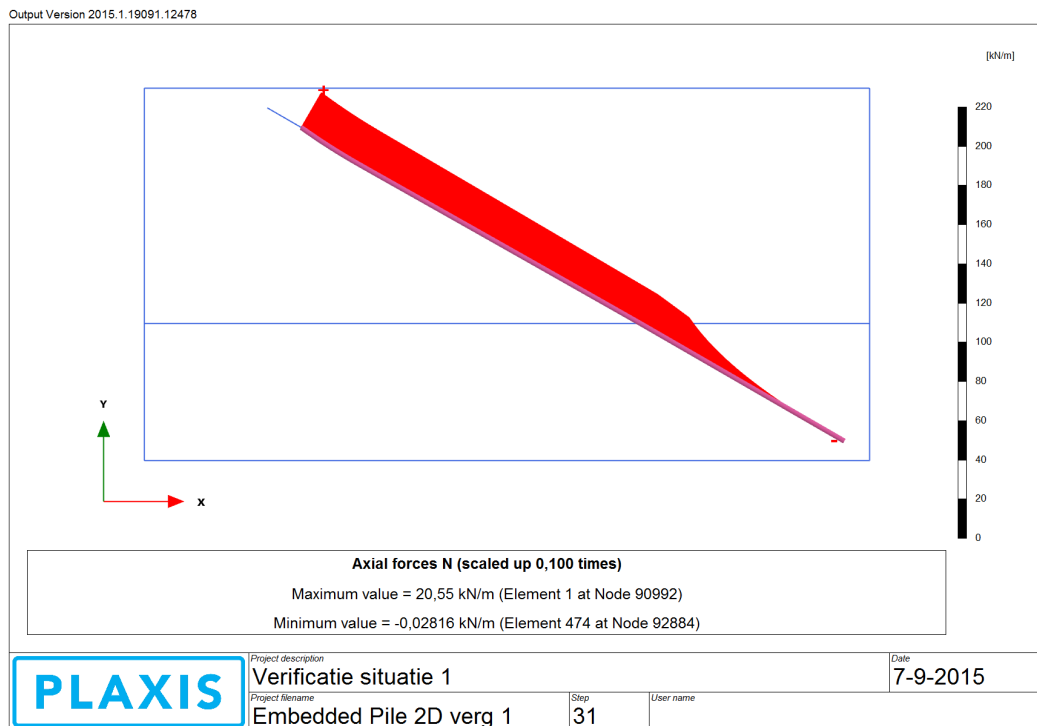 Output Version 2015.1.19091.12478
[kN/m]
220
200
180
160
140
120
100
80
60
40
20
0
Y
X
Axial forces N (scaled up 0,100 times)
Maximum value = 20,55 kN/m (Element 1 at Node 90992)
Minimum value = -0,02816 kN/m (Element 474 at Node 92884)
PLAXIS
Project description
Verificatie situatie 1
Date
7-9-2015
Project filename
Embedded Pile 2D verg 1
Step
31
User name